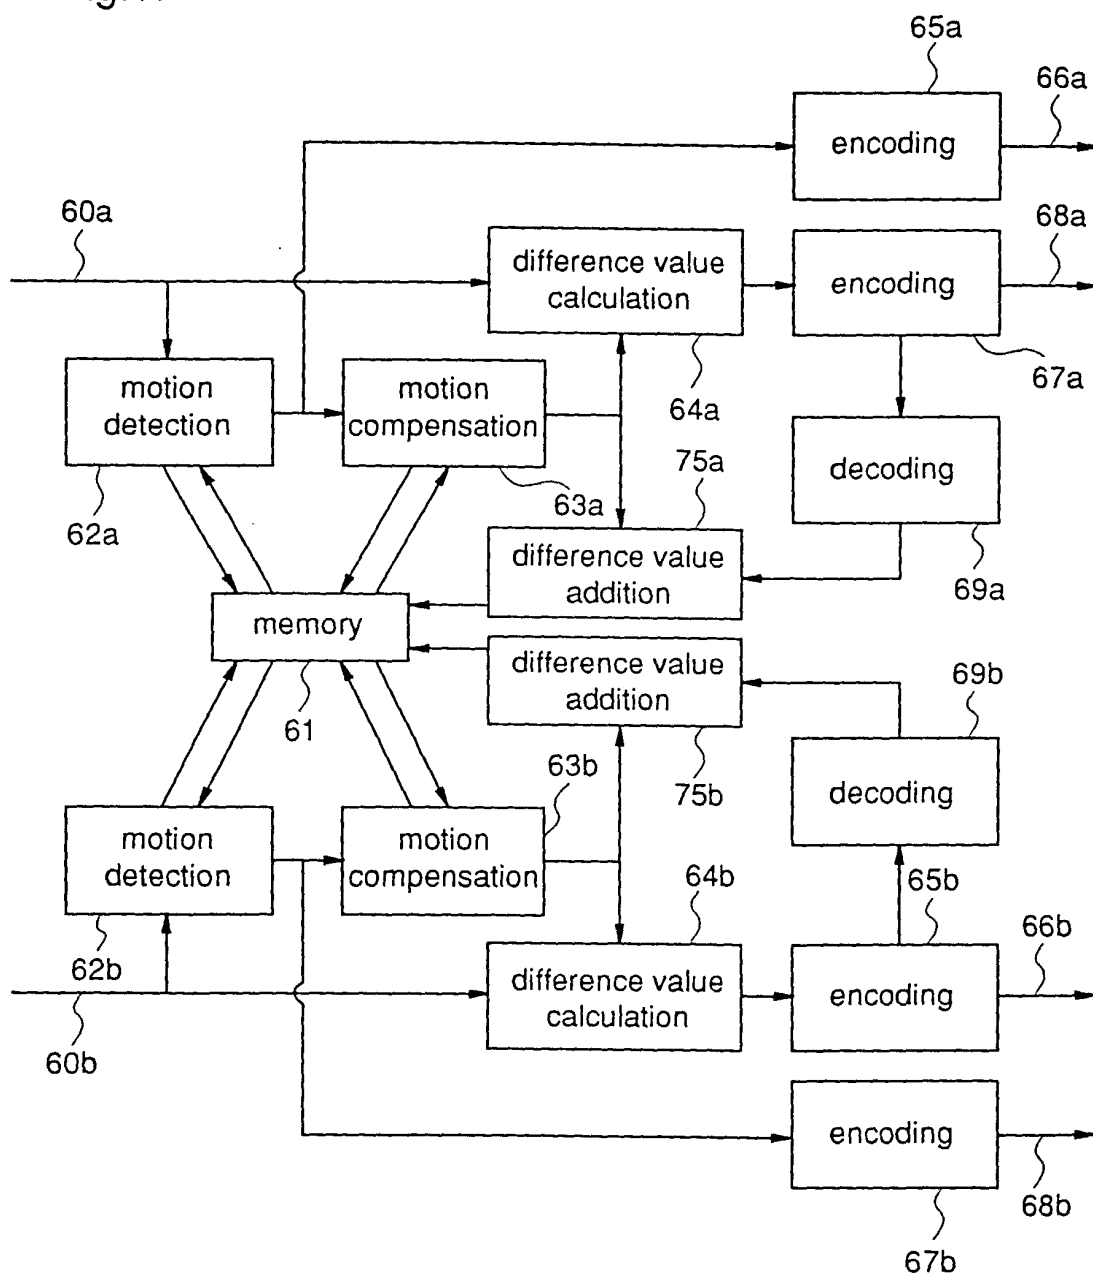 65a
66a
encoding
60a
68a
difference value
calculation
encoding
motion
detection
motion
compensation
64a
67a
75a
decoding
62a
63a
difference value
addition
69a
memory
difference value
addition
69b
61
63b
75b
decoding
motion
detection
motion
compensation
64b
65b
66b
62b
difference value
calculation
encoding
60b
encoding
68b
67b